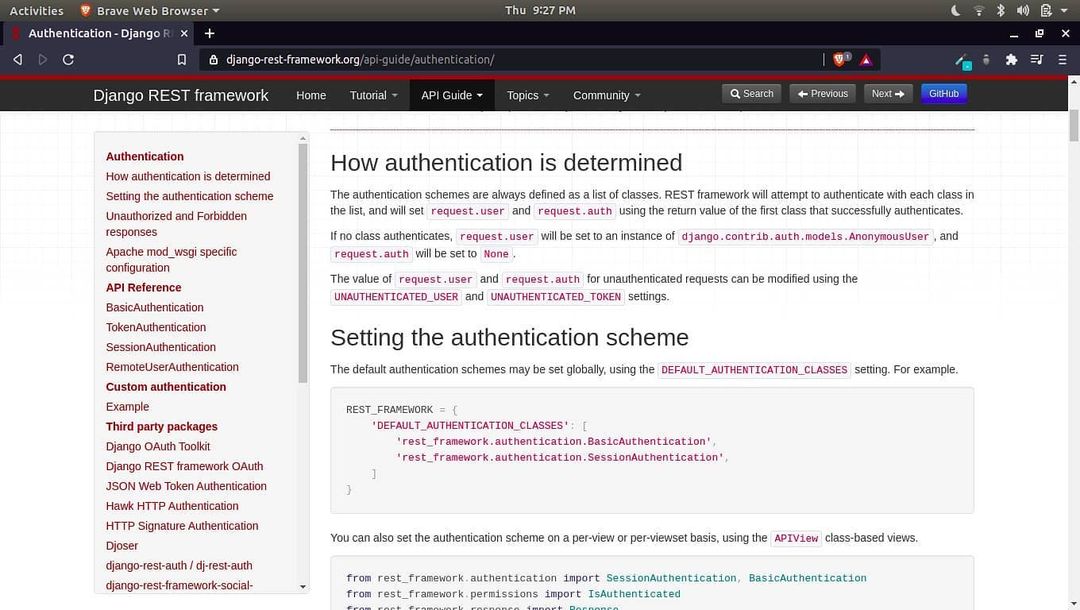 Activities
Brave Web Browser
Thu 9:27 PM
Authentication - Django R
django-rest-framework.org/api-guide/authentication/
1
Django REST framework
Home
Tutorial
API Guide
Topics
Community
Search
Previous
Next
GitHub
Authentication
How authentication is determined
Setting the authentication scheme
Unauthorized and Forbidden
responses
Apache mod_wsgi specific
configuration
API Reference
BasicAuthentication
TokenAuthentication
SessionAuthentication
RemoteUserAuthentication
Custom authentication
Example
Third party packages
Django OAuth Toolkit
Django REST framework OAuth
JSON Web Token Authentication
Hawk HTTP Authentication
HTTP Signature Authentication
Djoser
django-rest-auth / dj-rest-auth
django-rest-framework-social-
How authentication is determined
The authentication schemes are always defined as a list of classes. REST framework will attempt to authenticate with each class in
the list, and will set request.user and request.auth using the return value of the first class that successfully authenticates.
If no class authenticates, request.user will be set to an instance of django.contrib.auth.models.AnonymousUser, and
request.auth will be set to None.
The value of request.user and request.auth for unauthenticated requests can be modified using the
UNAUTHENTICATED_USER and UNAUTHENTICATED_TOKEN settings.
Setting the authentication scheme
The default authentication schemes may be set globally, using the DEFAULT_AUTHENTICATION_CLASSES setting. For example.
REST_FRAMEWORK = {
'DEFAULT_AUTHENTICATION_CLASSES': [
'rest_framework.authentication.BasicAuthentication',
'rest_framework.authentication.SessionAuthentication',
]
}
You can also set the authentication scheme on a per-view or per-viewset basis, using the APIView class-based views.
from rest_framework.authentication import SessionAuthentication, BasicAuthentication
from rest_framework.permissions import IsAuthenticated
from rest_framework.response import Response